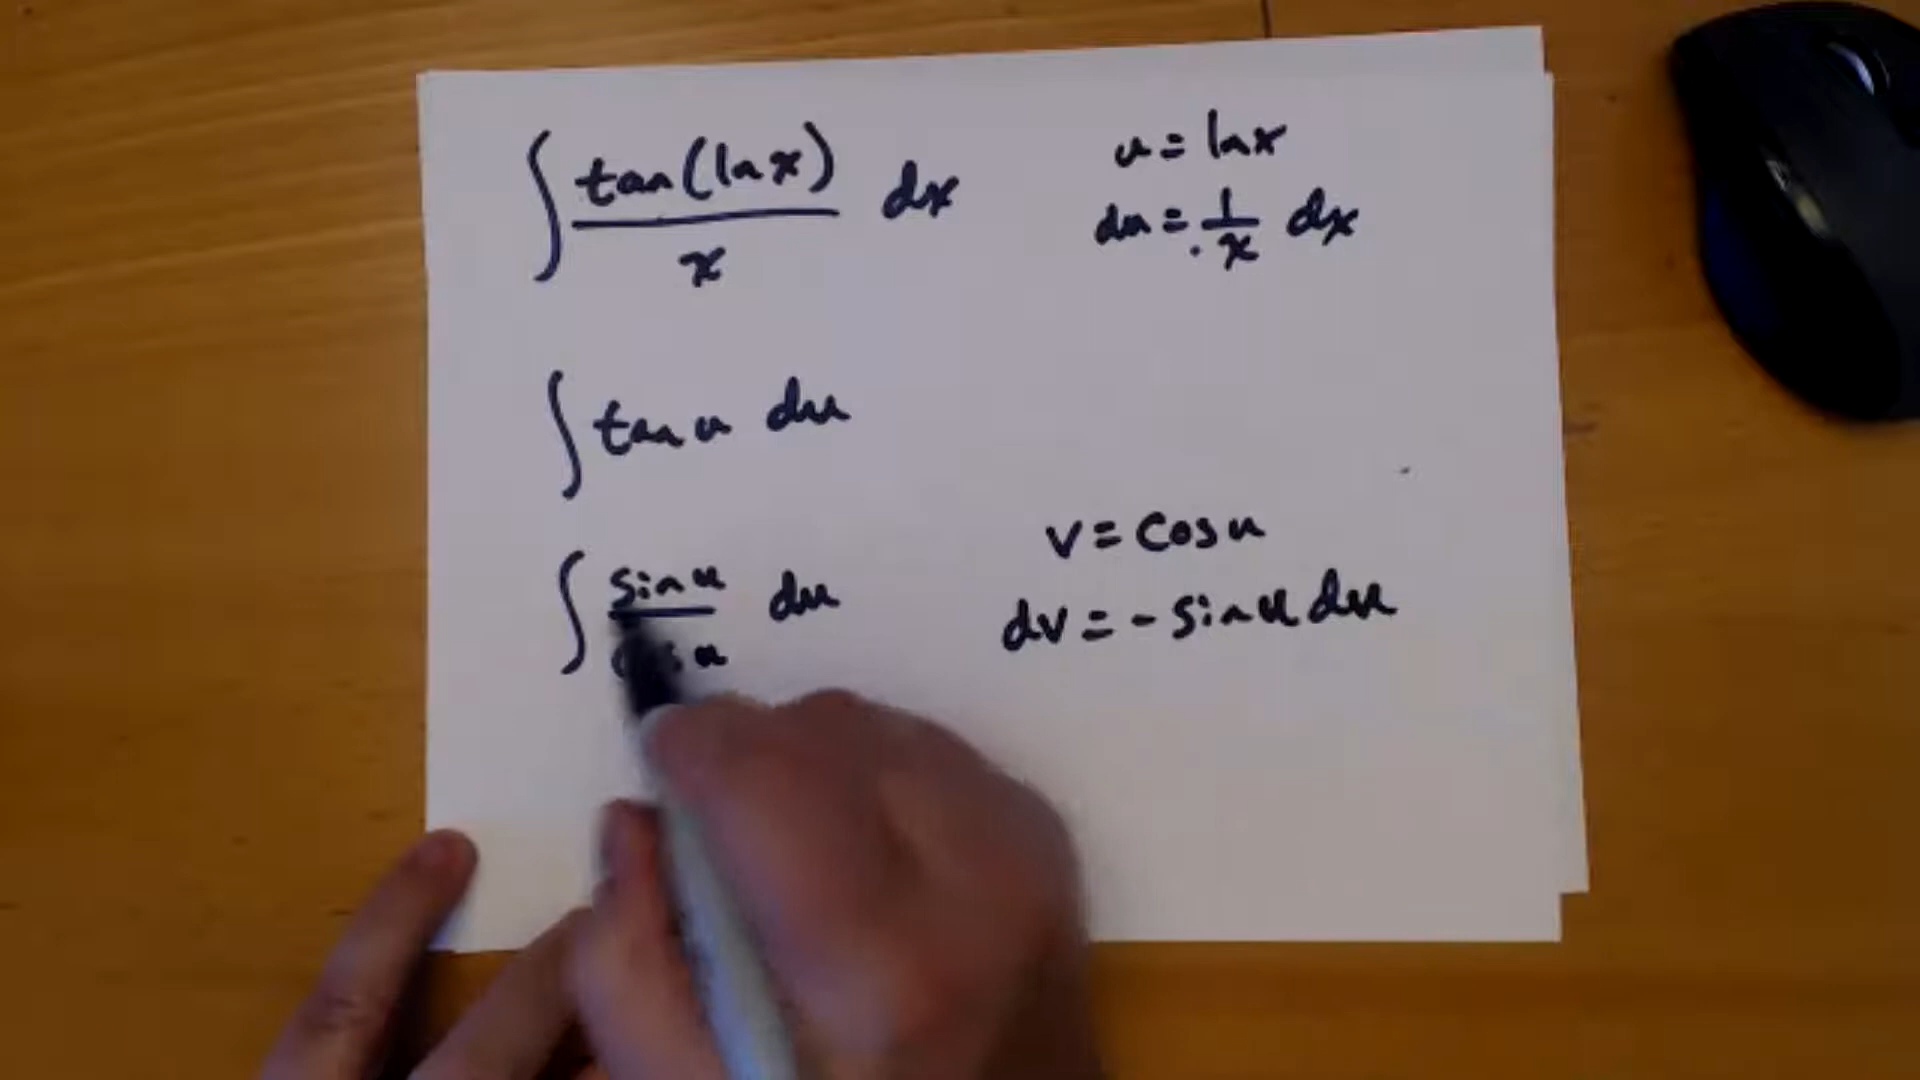 ∫ tan(ln x) / x dx
u = ln x
du = 1/x dx
∫ tan u du
v = cos u
∫ sin u / cos u du
dv = - sin u du